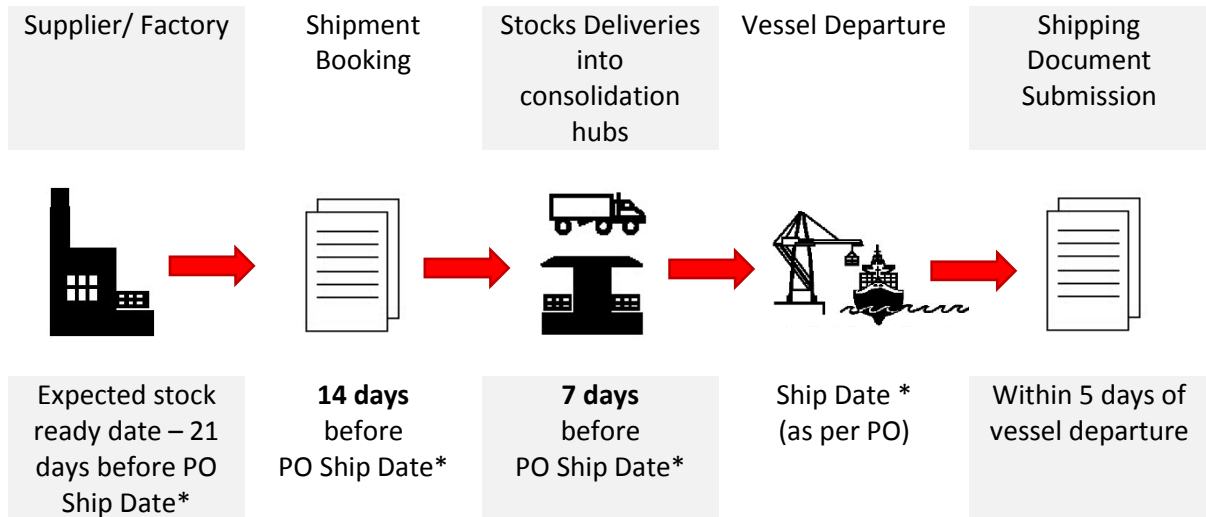 Supplier/ Factory
Shipment
Booking
Stocks Deliveries
into
consolidation
hubs
Vessel Departure
Shipping
Document
Submission
Expected stock
ready date – 21
days before PO
Ship Date*
14 days
before
PO Ship Date*
7 days
before
PO Ship Date*
Ship Date *
(as per PO)
Within 5 days of
vessel departure